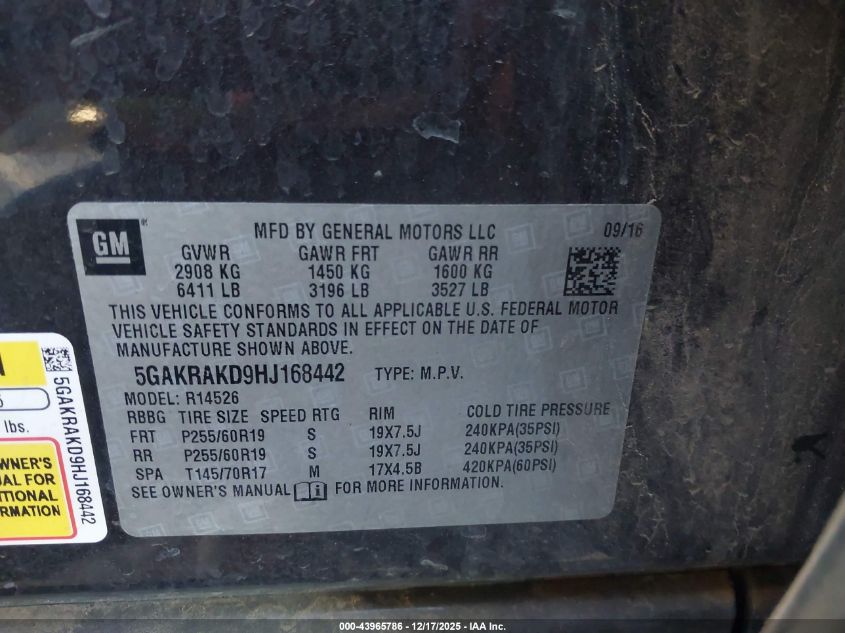 GM
MFD BY GENERAL MOTORS LLC 09/16
GVWR GAWR FRT GAWR RR
2908 KG 1450 KG 1600 KG
6411 LB 3196 LB 3527 LB
THIS VEHICLE CONFORMS TO ALL APPLICABLE U.S. FEDERAL MOTOR
VEHICLE SAFETY STANDARDS IN EFFECT ON THE DATE OF
MANUFACTURE SHOWN ABOVE.
5GAKRAKD9HJ168442 TYPE: M.P.V.
MODEL: R14526
RBBG TIRE SIZE SPEED RTG RIM COLD TIRE PRESSURE
FRT P255/60R19 S 19X7.5J 240KPA(35PSI)
RR P255/60R19 S 19X7.5J 240KPA(35PSI)
SPA T145/70R17 M 17X4.5B 420KPA(60PSI)
SEE OWNER'S MANUAL i FOR MORE INFORMATION.
lbs.
WNER'S
UAL FOR
ITIONAL
RMATION
5GAKRAKD9HJ168442
000-43965786 - 12/17/2025 - IAA Inc.